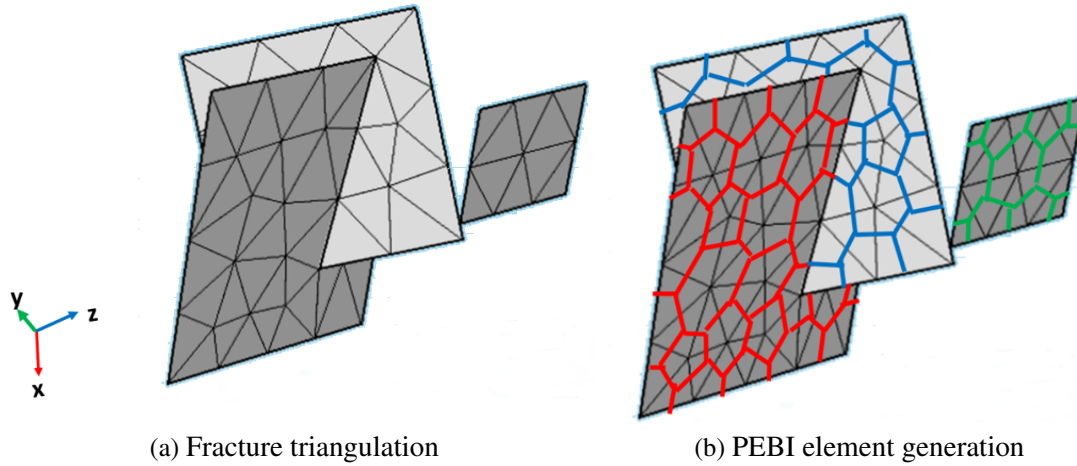 y
z
x
(a) Fracture triangulation
(b) PEBI element generation